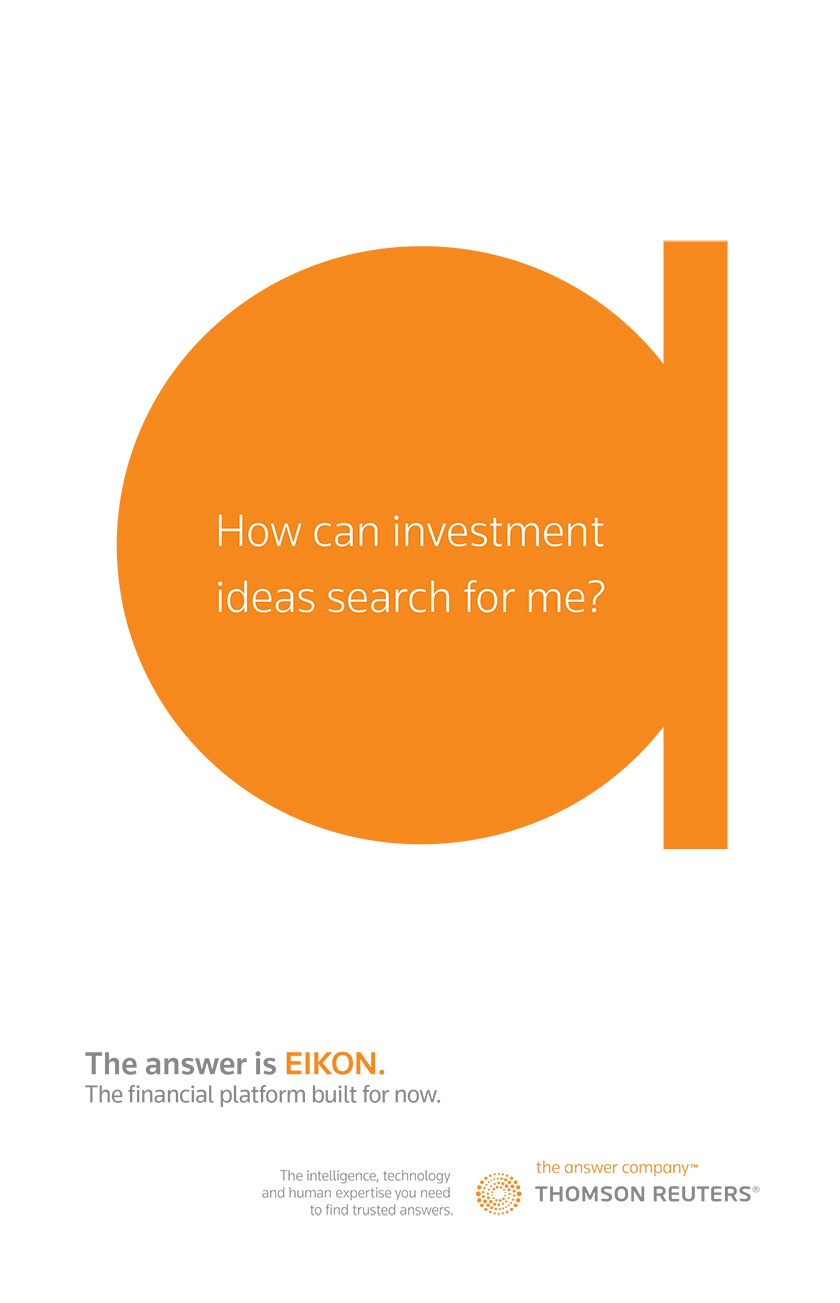 How can investment
ideas search for me?
The answer is EIKON.
The financial platform built for now.
The intelligence, technology
and human expertise you need
to find trusted answers.
the answer company™
THOMSON REUTERS®